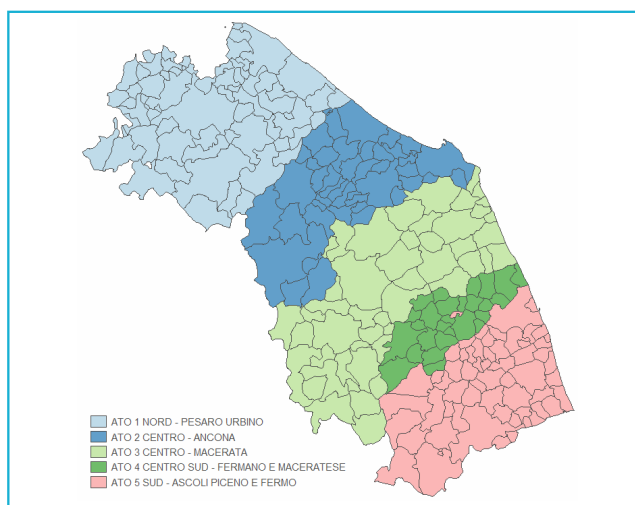 ATO 1 NORD - PESARO URBINO
ATO 2 CENTRO - ANCONA
ATO 3 CENTRO - MACERATA
ATO 4 CENTRO SUD - FERMANO E MACERATESE
ATO 5 SUD - ASCOLI PICENO E FERMO